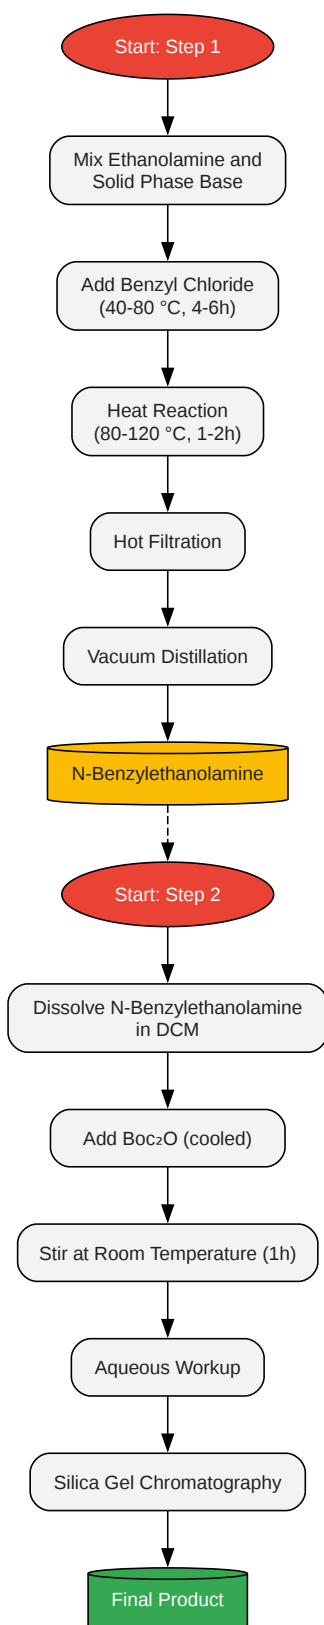 Start: Step 1
Mix Ethanolamine and
Solid Phase Base
Add Benzyl Chloride
(40-80 °C, 4-6h)
Heat Reaction
(80-120 °C, 1-2h)
Hot Filtration
Vacuum Distillation
N-Benzylethanolamine
Start: Step 2
Dissolve N-Benzylethanolamine
in DCM
Add Boc₂O (cooled)
Stir at Room Temperature (1h)
Aqueous Workup
Silica Gel Chromatography
Final Product